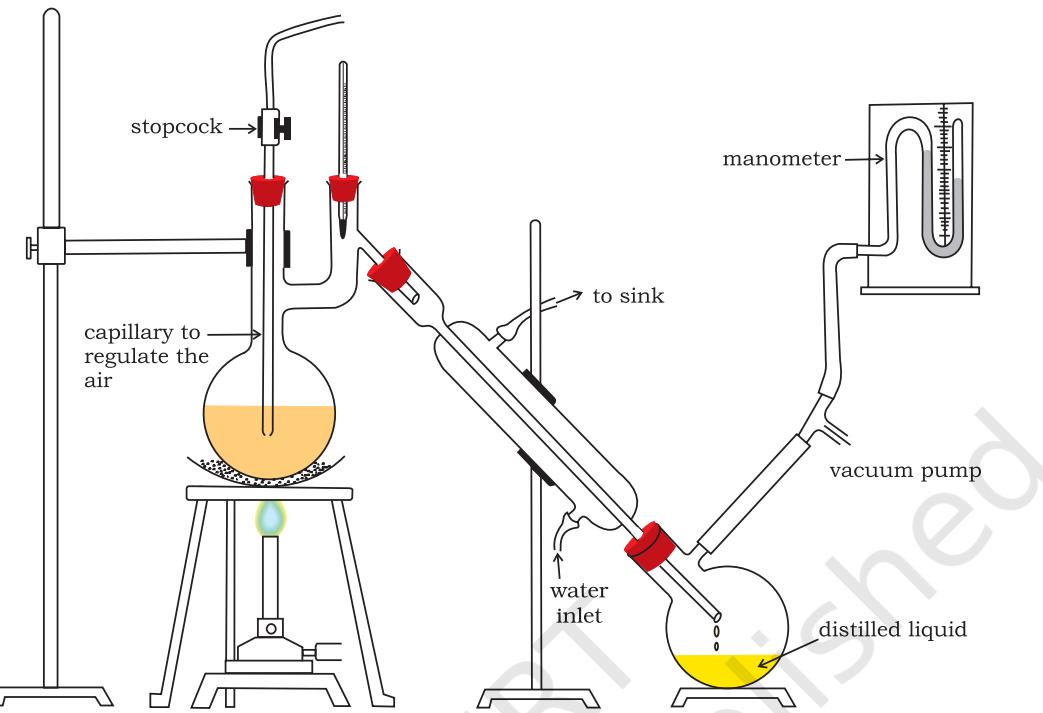 stopcock
manometer
to sink
capillary to
regulate the
air
vacuum pump
water
inlet
distilled liquid